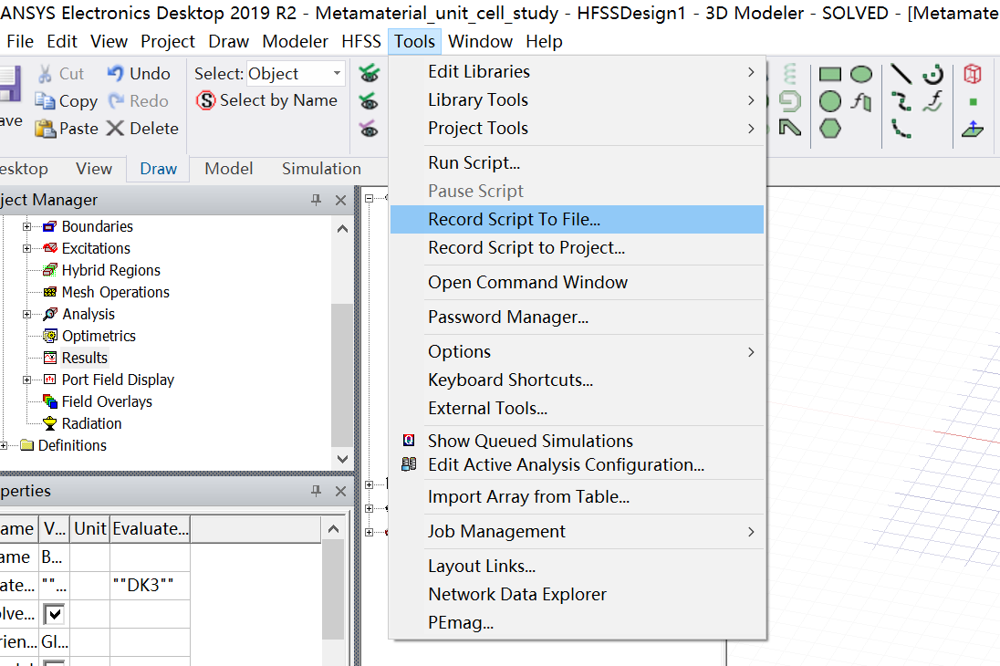 ANSYS Electronics Desktop 2019 R2 - Metamaterial_unit_cell_study - HFSSDesign1 - 3D Modeler - SOLVED - [Metamate
File Edit View Project Draw Modeler HFSS Tools Window Help
Cut Undo Select: Object
Copy Redo Select by Name
ave Paste Delete
esktop View Draw Model Simulation
ject Manager
Boundaries
Excitations
Hybrid Regions
Mesh Operations
Analysis
Optimetrics
Results
Port Field Display
Field Overlays
Radiation
Definitions
perties
ame V... Unit Evaluate...
ame B...
ate... ""... ""DK3""
olve...
rien... Gl...
Edit Libraries
Library Tools
Project Tools
Run Script...
Pause Script
Record Script To File...
Record Script to Project...
Open Command Window
Password Manager...
Options
Keyboard Shortcuts...
External Tools...
Show Queued Simulations
Edit Active Analysis Configuration...
Import Array from Table...
Job Management
Layout Links...
Network Data Explorer
PEmag...